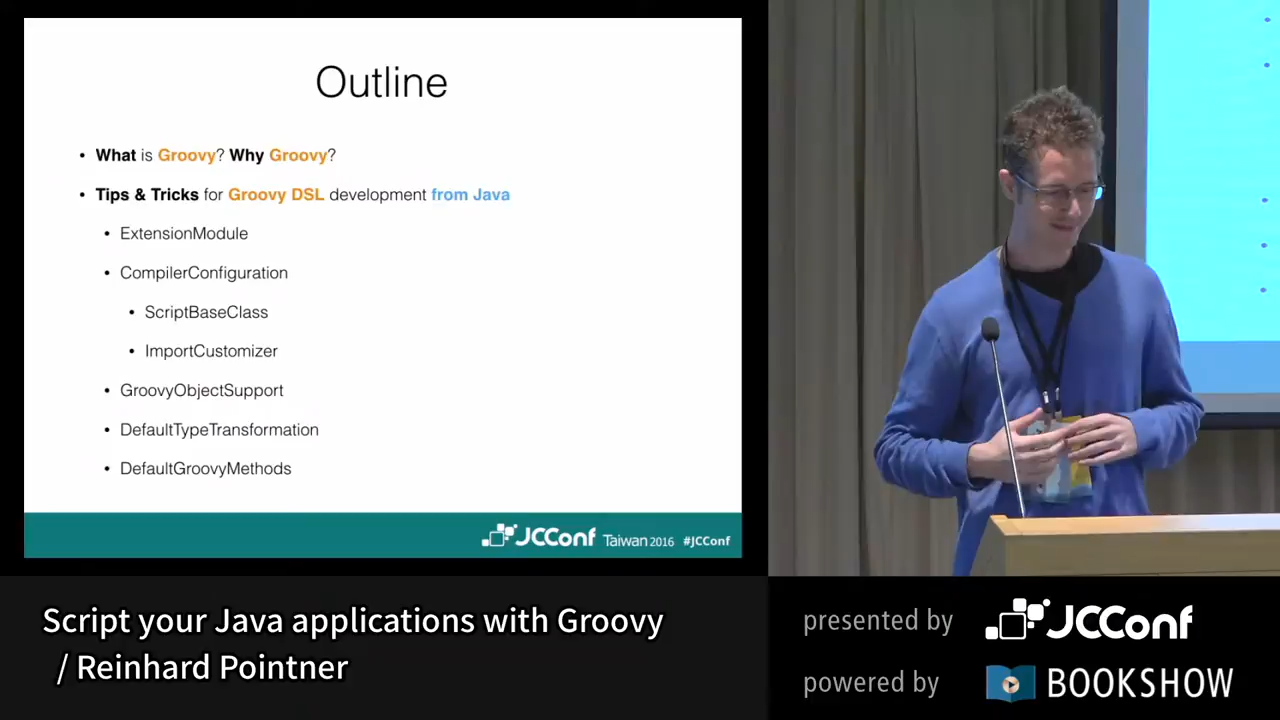 Outline
• What is Groovy? Why Groovy?
• Tips & Tricks for Groovy DSL development from Java
• ExtensionModule
• CompilerConfiguration
• ScriptBaseClass
• ImportCustomizer
• GroovyObjectSupport
• DefaultTypeTransformation
• DefaultGroovyMethods
JCConf Taiwan 2016 #JCConf
Script your Java applications with Groovy
/ Reinhard Pointner
presented by JCConf
powered by BOOKSHOW